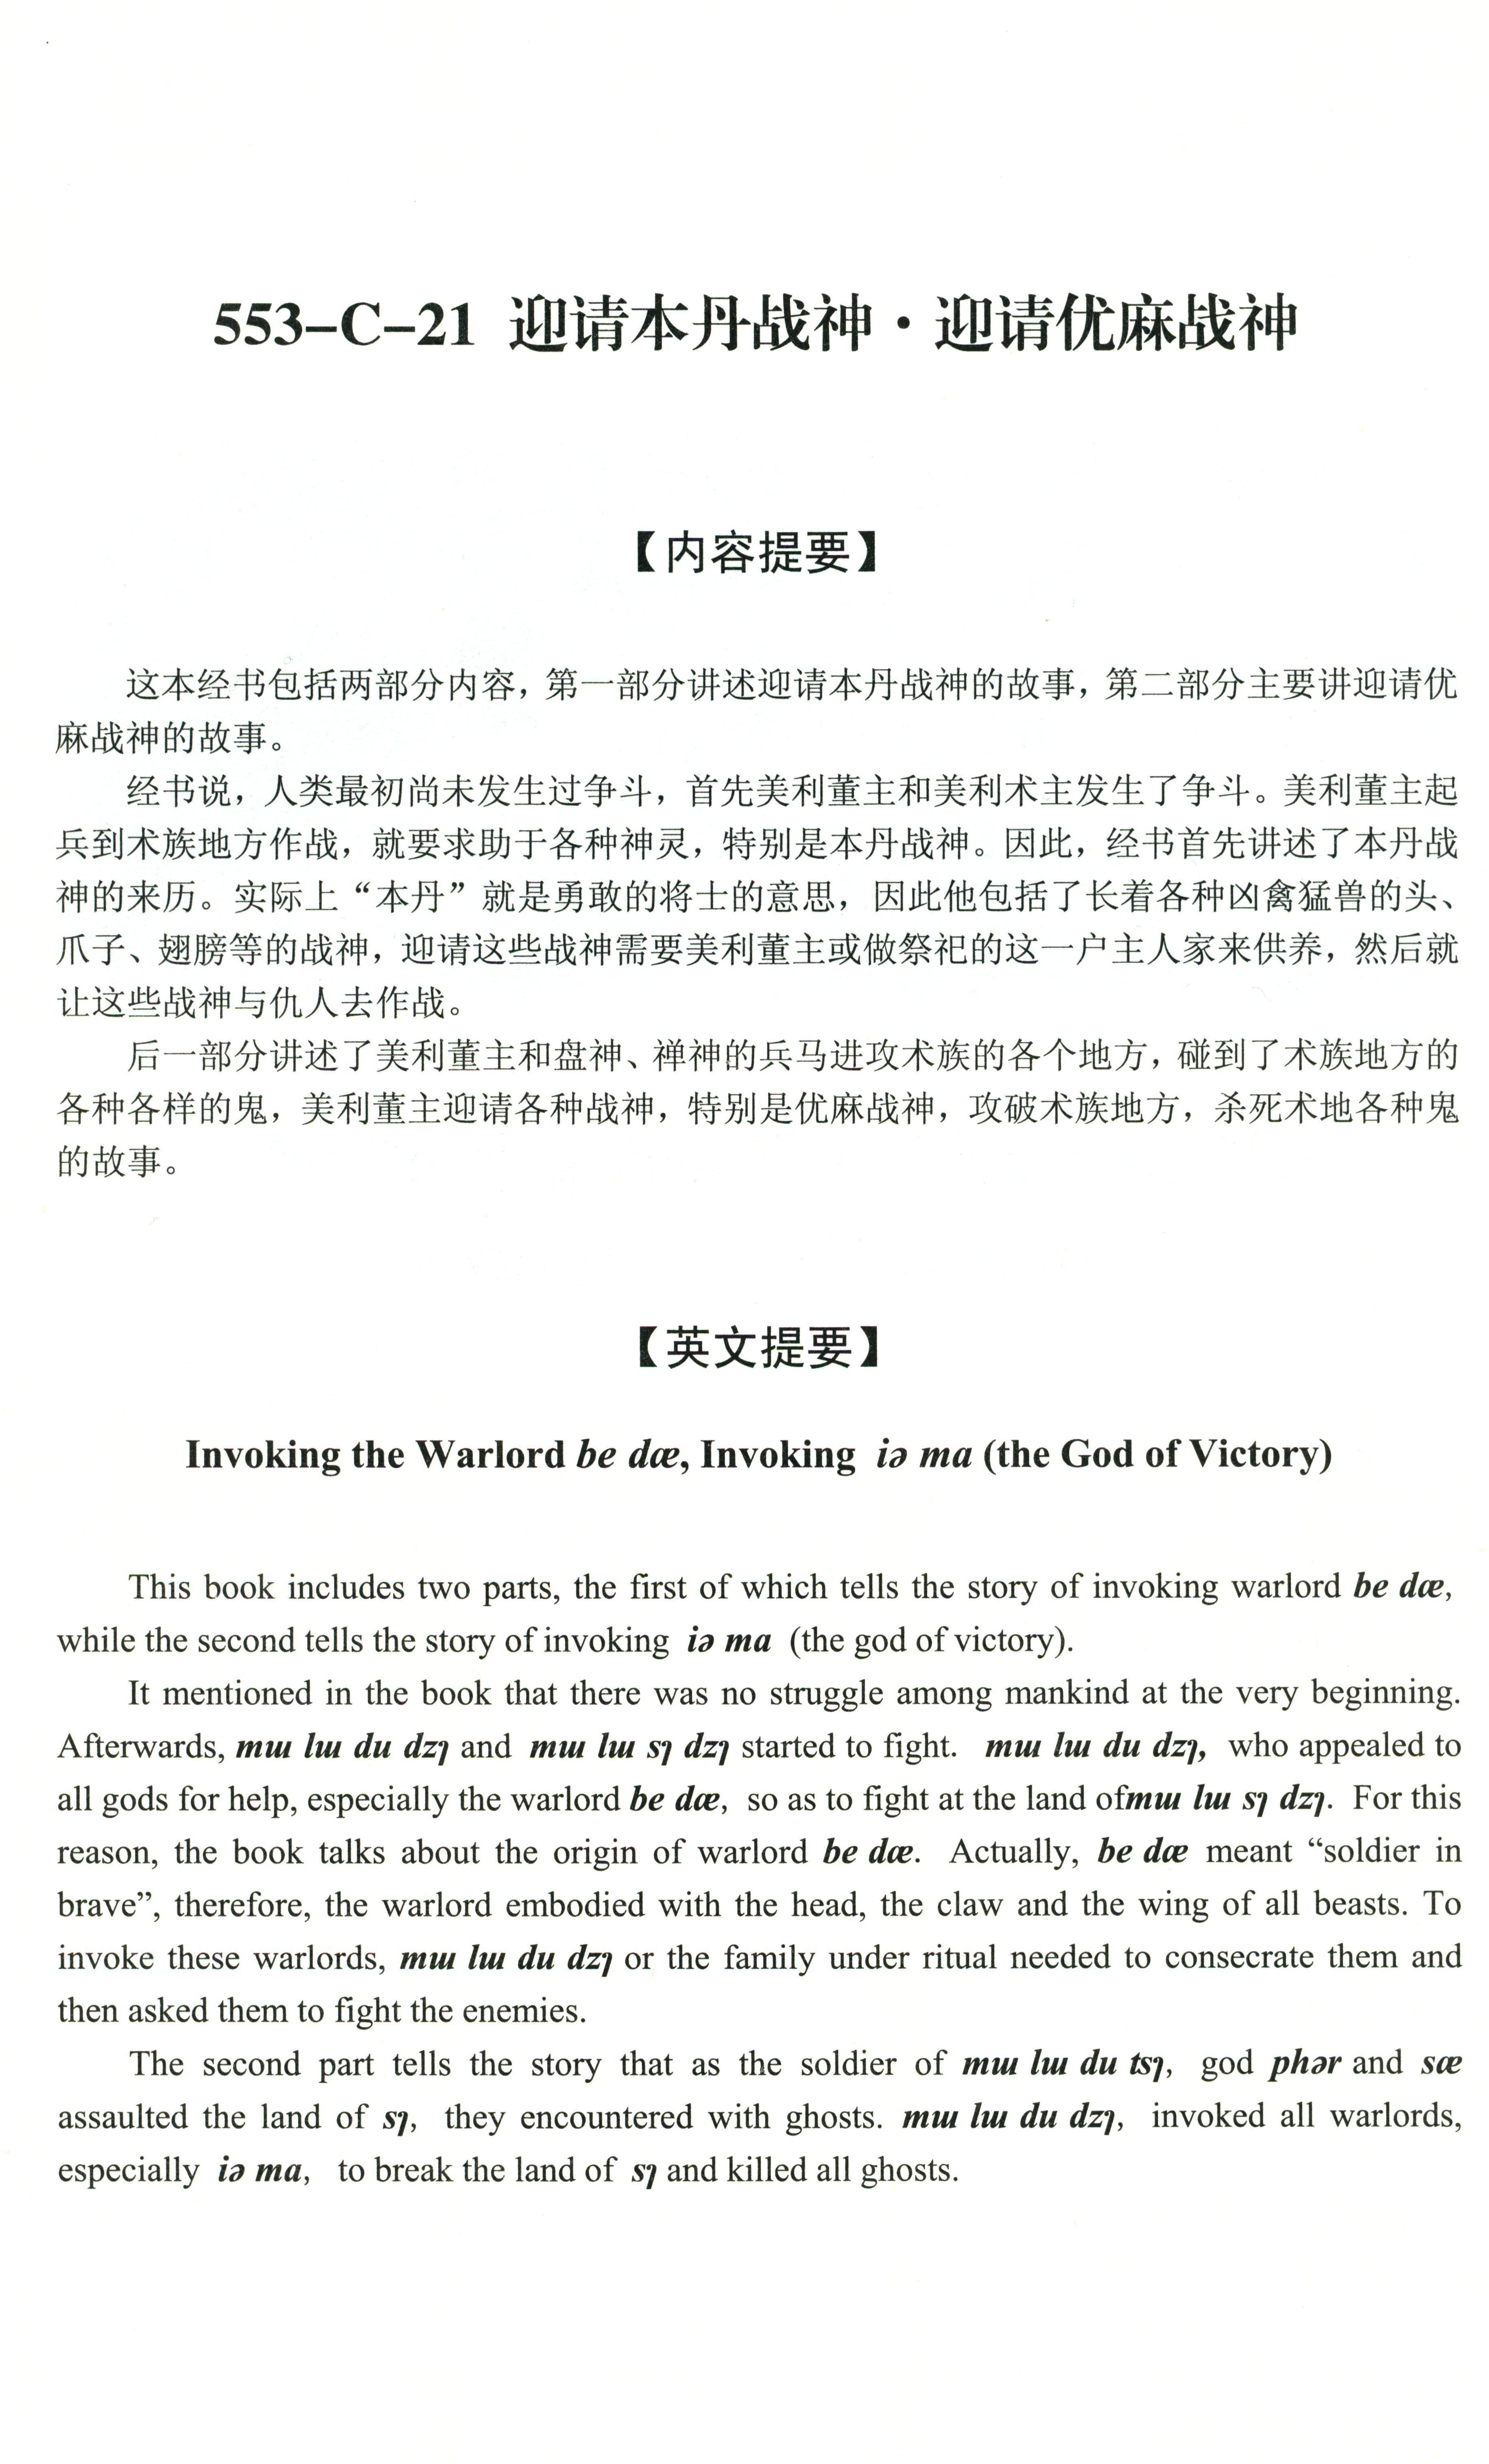 553-C-21 迎请本丹战神·迎请优麻战神
【内容提要】
这本经书包括两部分内容，第一部分讲述迎请本丹战神的故事，第二部分主要讲迎请优
麻战神的故事。
经书说，人类最初尚未发生过争斗，首先美利董主和美利术主发生了争斗。美利董主起
兵到术族地方作战，就要求助于各种神灵，特别是本丹战神。因此，经书首先讲述了本丹战
神的来历。实际上“本丹”就是勇敢的将士的意思，因此他包括了长着各种凶禽猛兽的头、
爪子、翅膀等的战神，迎请这些战神需要美利董主或做祭祀的这一户主人家来供养，然后就
让这些战神与仇人去作战。
后一部分讲述了美利董主和盘神、禅神的兵马进攻术族的各个地方，碰到了术族地方的
各种各样的鬼，美利董主迎请各种战神，特别是优麻战神，攻破术族地方，杀死术地各种鬼
的故事。
【英文提要】
Invoking the Warlord be dæ, Invoking iə ma (the God of Victory)
This book includes two parts, the first of which tells the story of invoking warlord be dæ,
while the second tells the story of invoking iə ma (the god of victory).
It mentioned in the book that there was no struggle among mankind at the very beginning.
Afterwards, mɯ lɯ du dzɿ and mɯ lɯ sɿ dzɿ started to fight. mɯ lɯ du dzɿ, who appealed to
all gods for help, especially the warlord be dæ, so as to fight at the land ofmɯ lɯ sɿ dzɿ. For this
reason, the book talks about the origin of warlord be dæ. Actually, be dæ meant “soldier in
brave”, therefore, the warlord embodied with the head, the claw and the wing of all beasts. To
invoke these warlords, mɯ lɯ du dzɿ or the family under ritual needed to consecrate them and
then asked them to fight the enemies.
The second part tells the story that as the soldier of mɯ lɯ du tsɿ, god phər and sæ
assaulted the land of sɿ, they encountered with ghosts. mɯ lɯ du dzɿ, invoked all warlords,
especially iə ma, to break the land of sɿ and killed all ghosts.